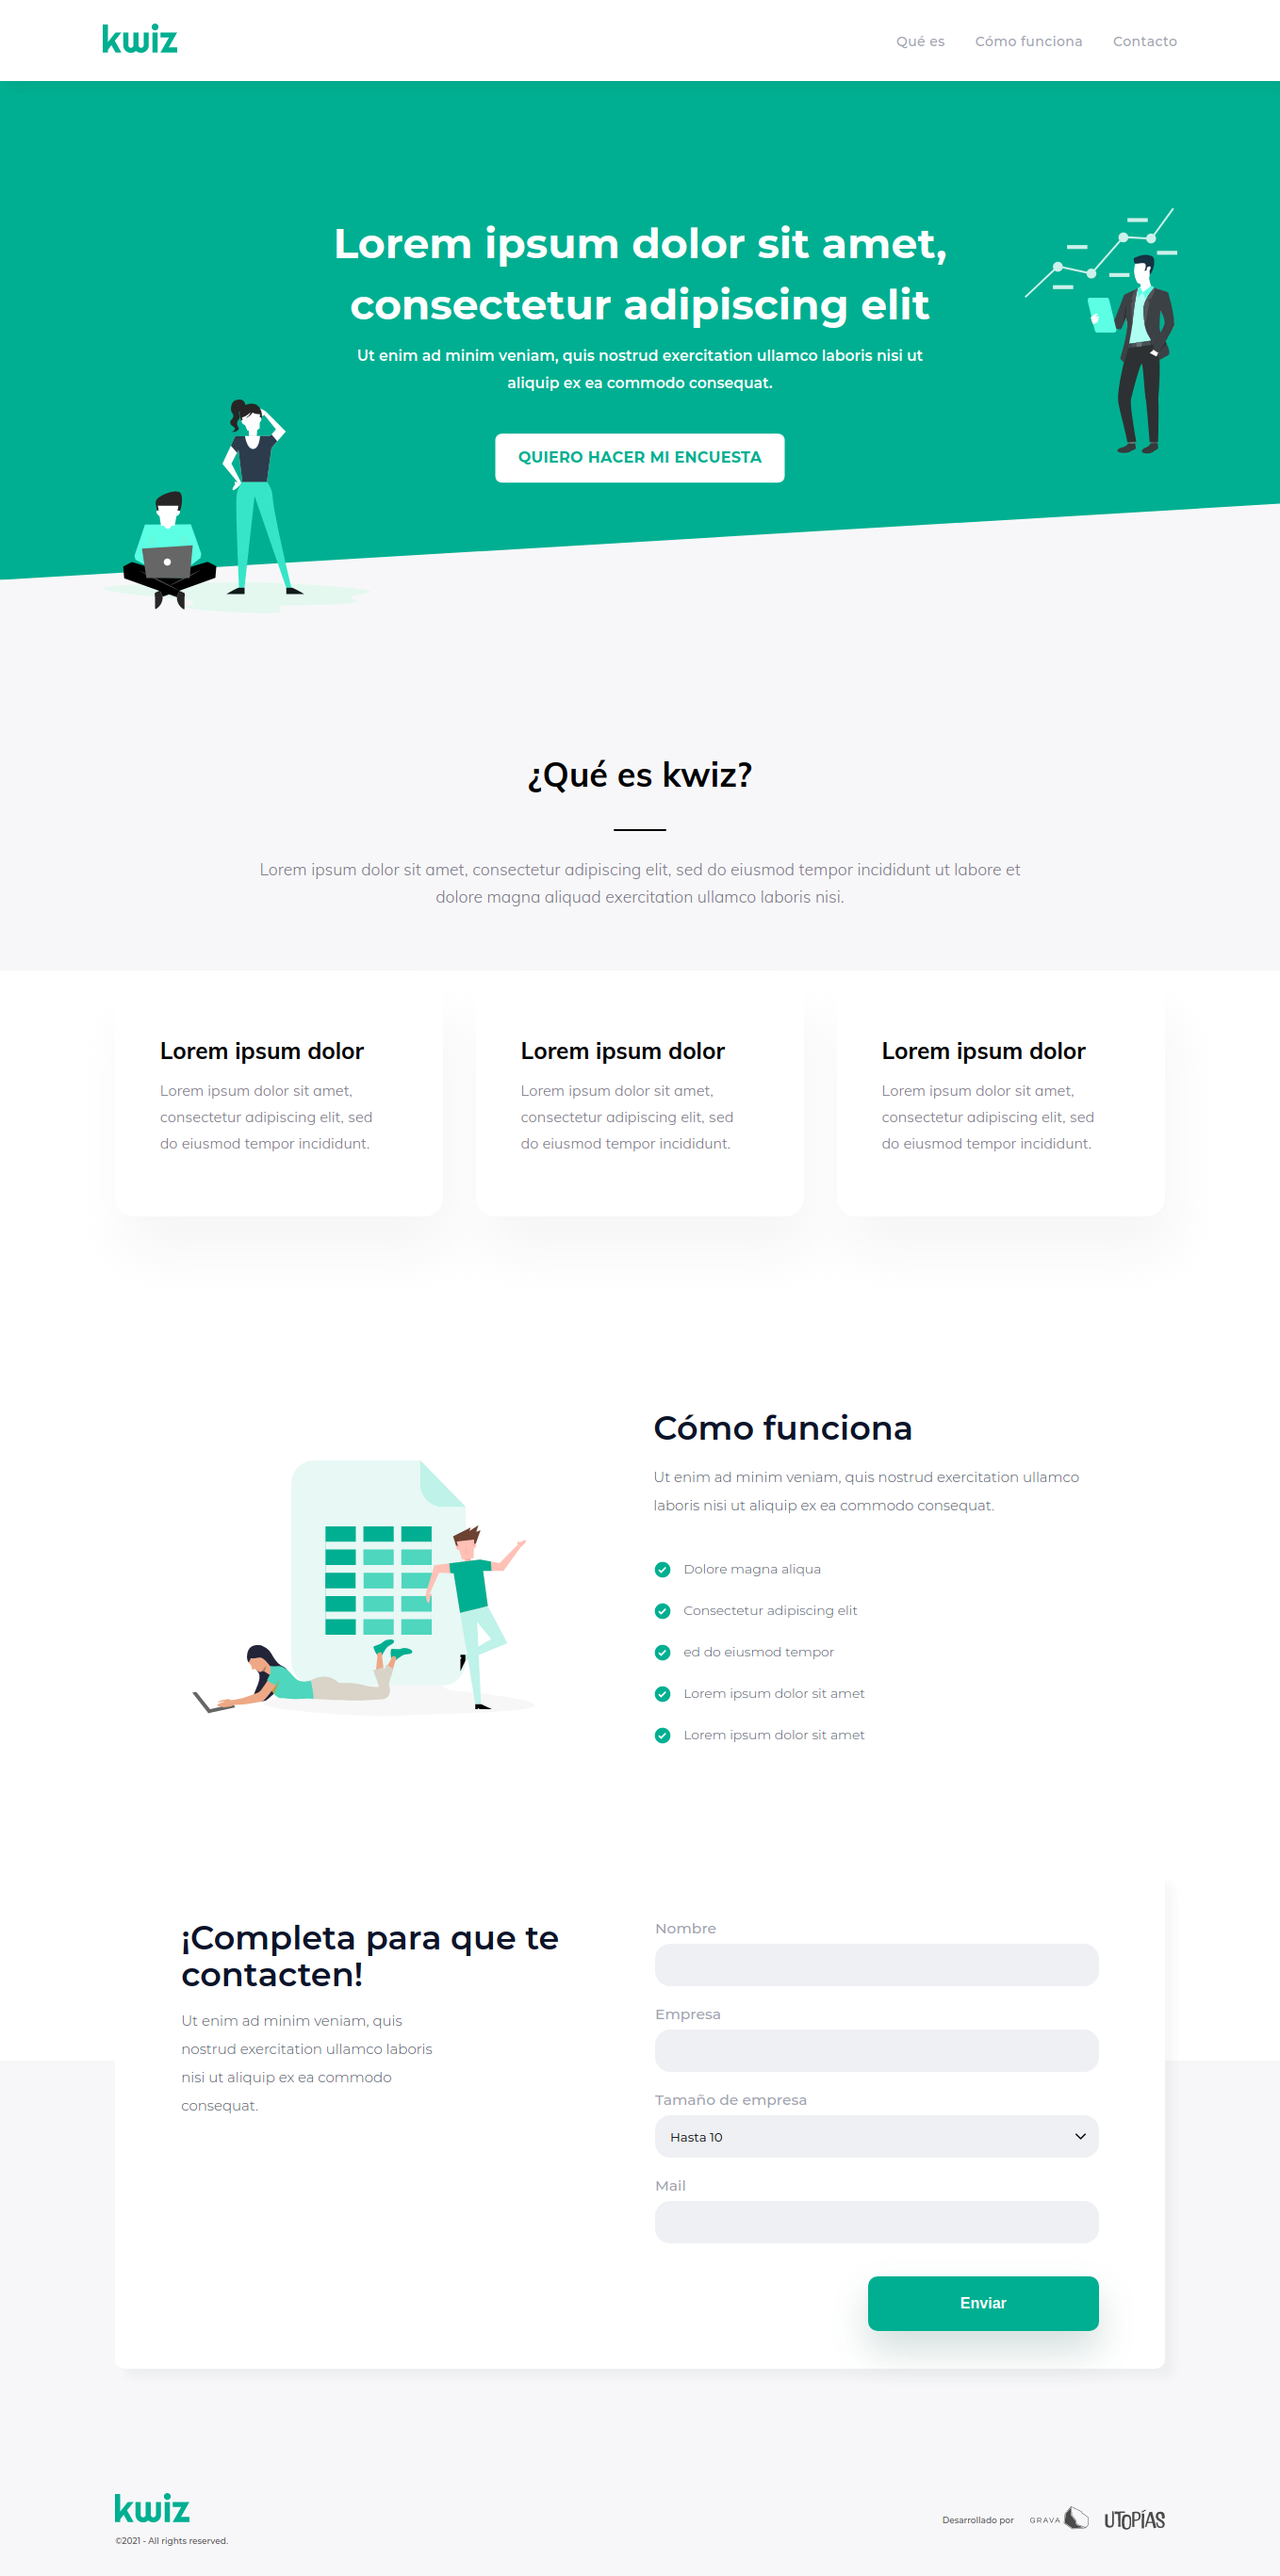 kwiz
Qué es Cómo funciona Contacto
Lorem ipsum dolor sit amet,
consectetur adipiscing elit
Ut enim ad minim veniam, quis nostrud exercitation ullamco laboris nisi ut
aliquip ex ea commodo consequat.
QUIERO HACER MI ENCUESTA
¿Qué es kwiz?
Lorem ipsum dolor sit amet, consectetur adipiscing elit, sed do eiusmod tempor incididunt ut labore et
dolore magna aliquad exercitation ullamco laboris nisi.
Lorem ipsum dolor
Lorem ipsum dolor sit amet,
consectetur adipiscing elit, sed
do eiusmod tempor incididunt.
Lorem ipsum dolor
Lorem ipsum dolor sit amet,
consectetur adipiscing elit, sed
do eiusmod tempor incididunt.
Lorem ipsum dolor
Lorem ipsum dolor sit amet,
consectetur adipiscing elit, sed
do eiusmod tempor incididunt.
Cómo funciona
Ut enim ad minim veniam, quis nostrud exercitation ullamco
laboris nisi ut aliquip ex ea commodo consequat.
Dolore magna aliqua
Consectetur adipiscing elit
ed do eiusmod tempor
Lorem ipsum dolor sit amet
Lorem ipsum dolor sit amet
¡Completa para que te
contacten!
Ut enim ad minim veniam, quis
nostrud exercitation ullamco laboris
nisi ut aliquip ex ea commodo
consequat.
Nombre
Empresa
Tamaño de empresa
Hasta 10
Mail
Enviar
kwiz
©2021 - All rights reserved.
Desarrollado por GRAVA UTOPÍAS